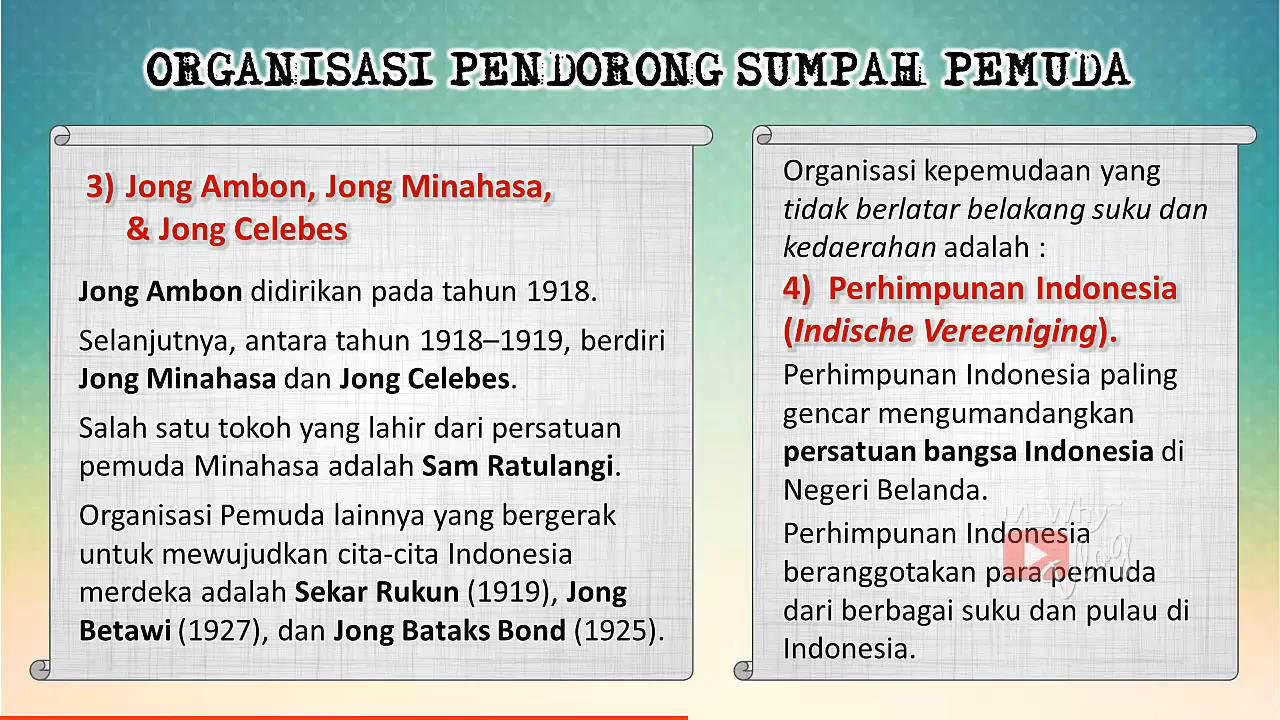 ORGANISASI PENDORONG SUMPAH PEMUDA
3) Jong Ambon, Jong Minahasa,
& Jong Celebes
Jong Ambon didirikan pada tahun 1918.
Selanjutnya, antara tahun 1918–1919, berdiri
Jong Minahasa dan Jong Celebes.
Salah satu tokoh yang lahir dari persatuan
pemuda Minahasa adalah Sam Ratulangi.
Organisasi Pemuda lainnya yang bergerak
untuk mewujudkan cita-cita Indonesia
merdeka adalah Sekar Rukun (1919), Jong
Betawi (1927), dan Jong Bataks Bond (1925).
Organisasi kepemudaan yang
tidak berlatar belakang suku dan
kedaerahan adalah :
4) Perhimpunan Indonesia
(Indische Vereeniging).
Perhimpunan Indonesia paling
gencar mengumandangkan
persatuan bangsa Indonesia di
Negeri Belanda.
Perhimpunan Indonesia
beranggotakan para pemuda
dari berbagai suku dan pulau di
Indonesia.